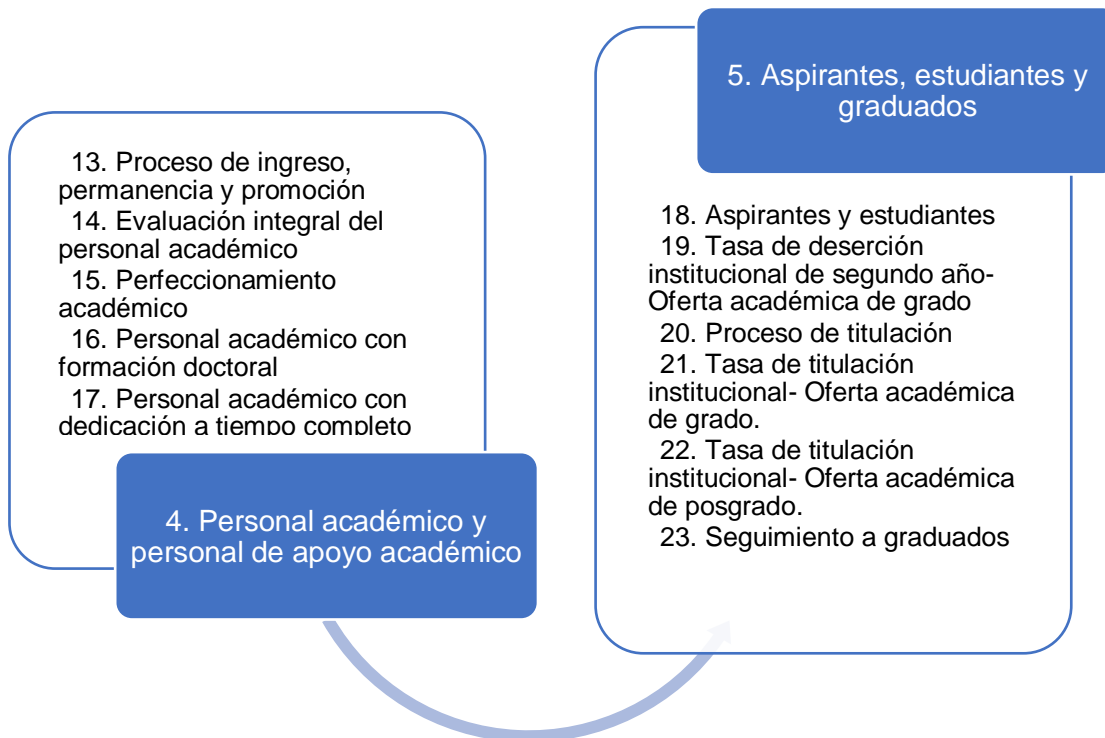 13. Proceso de ingreso,
permanencia y promoción
14. Evaluación integral del
personal académico
15. Perfeccionamiento
académico
16. Personal académico con
formación doctoral
17. Personal académico con
dedicación a tiempo completo
4. Personal académico y
personal de apoyo académico
5. Aspirantes, estudiantes y
graduados
18. Aspirantes y estudiantes
19. Tasa de deserción
institucional de segundo año-
Oferta académica de grado
20. Proceso de titulación
21. Tasa de titulación
institucional- Oferta académica
de grado.
22. Tasa de titulación
institucional- Oferta académica
de posgrado.
23. Seguimiento a graduados